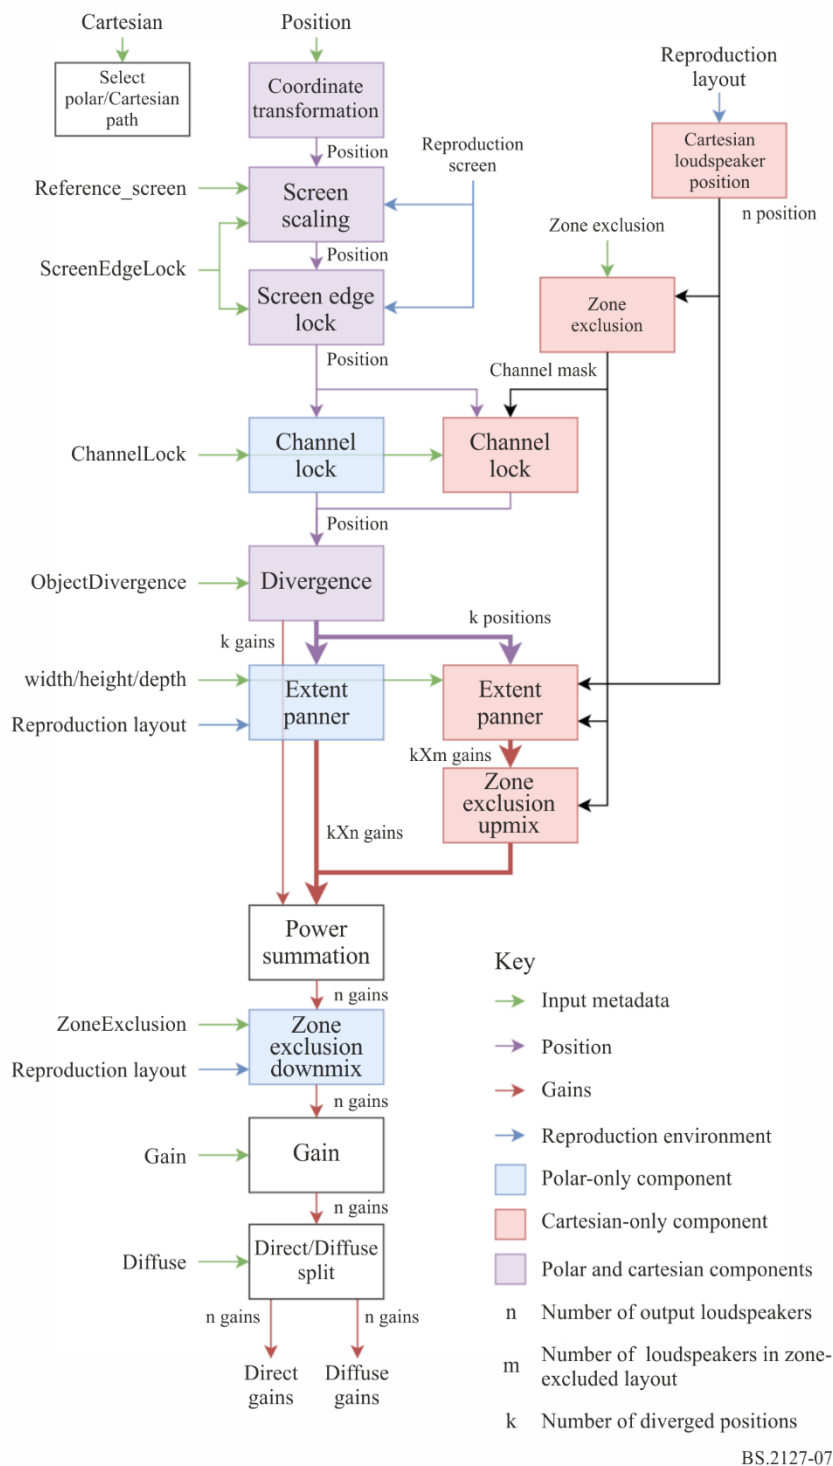 Cartesian
Position
Select
polar/Cartesian
path
Coordinate
transformation
Reproduction
layout
Cartesian
loudspeaker
position
Position
Reproduction
screen
n position
Reference_screen
Screen
scaling
Zone exclusion
Position
ScreenEdgeLock
Screen edge
lock
Zone
exclusion
Position
Channel mask
ChannelLock
Channel
lock
Channel
lock
Position
ObjectDivergence
Divergence
k gains
k positions
width/height/depth
Reproduction layout
Extent
panner
Extent
panner
kXm gains
Zone
exclusion
upmix
kXn gains
Power
summation
n gains
ZoneExclusion
Reproduction layout
Zone
exclusion
downmix
n gains
Gain
Gain
n gains
Diffuse
Direct/Diffuse
split
n gains
n gains
Direct
gains
Diffuse
gains
Key
Input metadata
Position
Gains
Reproduction environment
Polar-only component
Cartesian-only component
Polar and cartesian components
n Number of output loudspeakers
m Number of loudspeakers in zone-
excluded layout
k Number of diverged positions
BS.2127-07